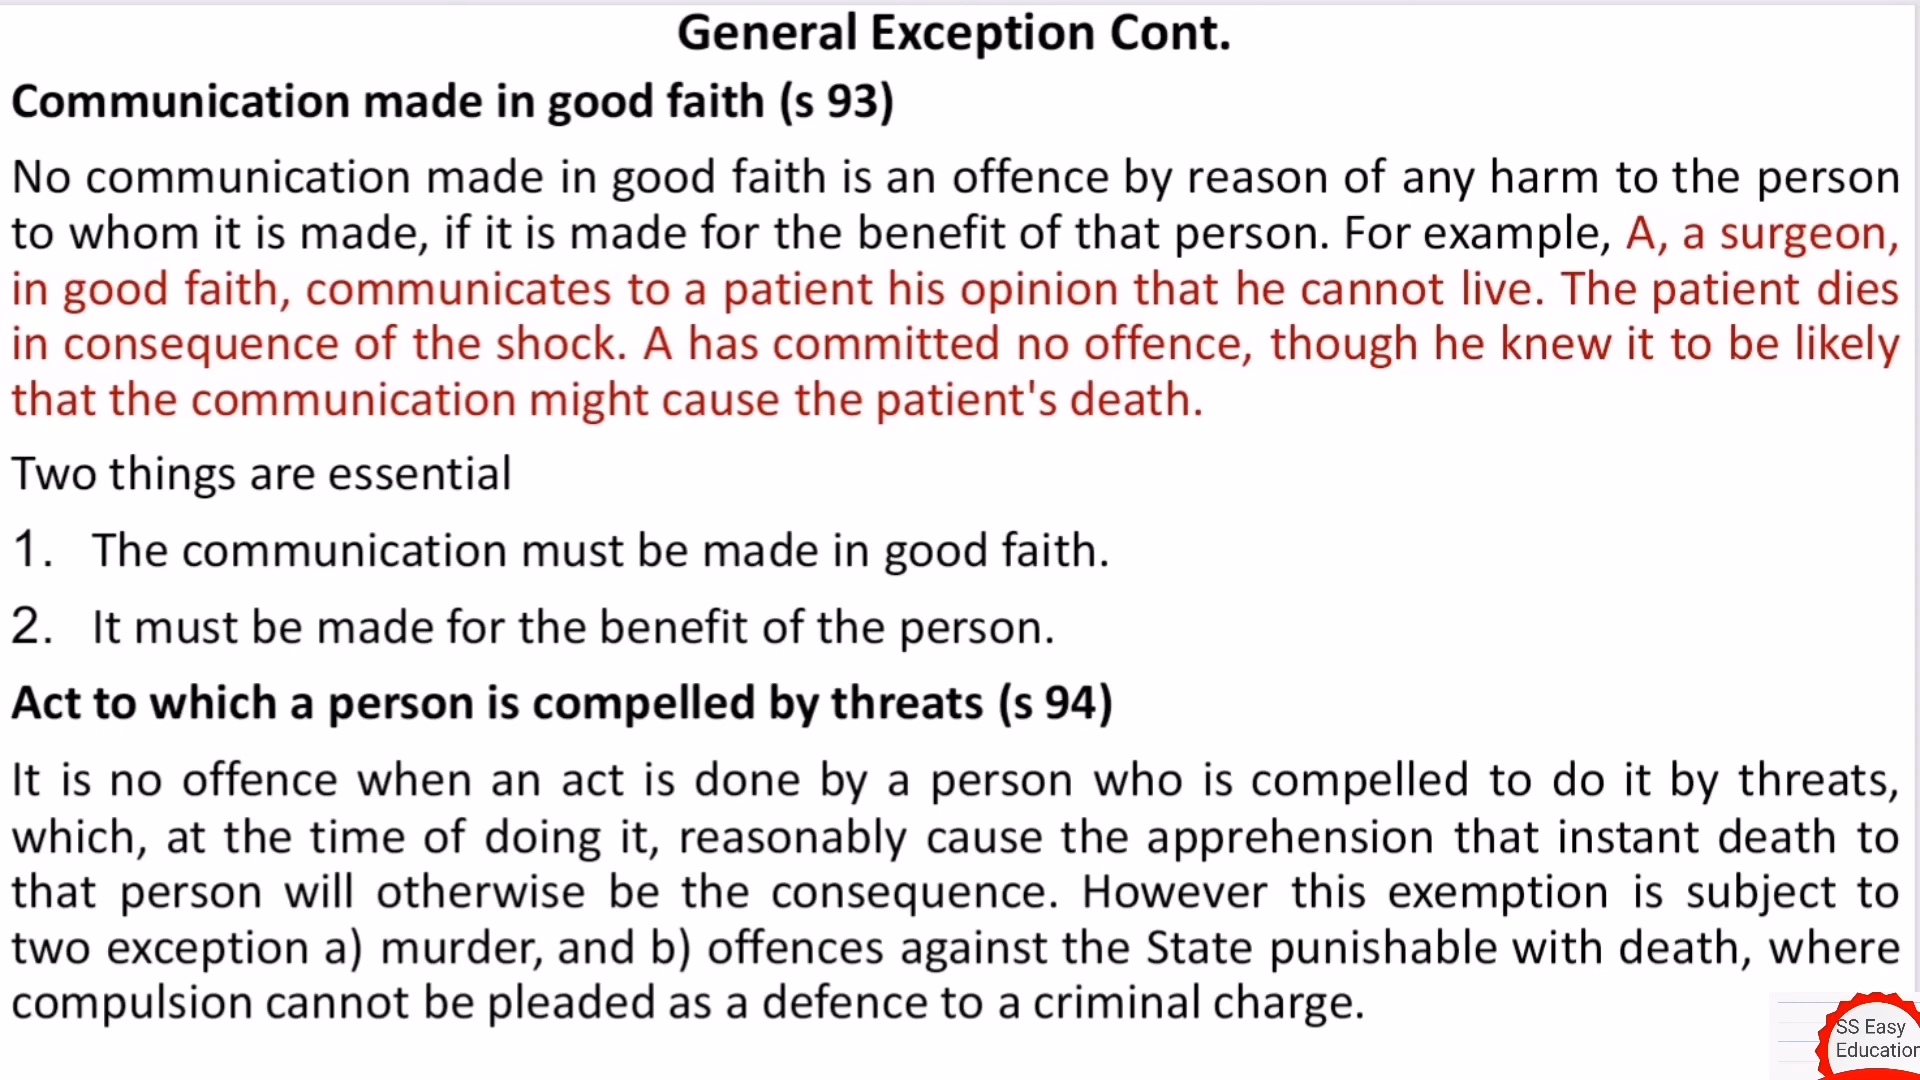 General Exception Cont.
Communication made in good faith (s 93)
No communication made in good faith is an offence by reason of any harm to the person
to whom it is made, if it is made for the benefit of that person. For example, A, a surgeon,
in good faith, communicates to a patient his opinion that he cannot live. The patient dies
in consequence of the shock. A has committed no offence, though he knew it to be likely
that the communication might cause the patient's death.
Two things are essential
1. The communication must be made in good faith.
2. It must be made for the benefit of the person.
Act to which a person is compelled by threats (s 94)
It is no offence when an act is done by a person who is compelled to do it by threats,
which, at the time of doing it, reasonably cause the apprehension that instant death to
that person will otherwise be the consequence. However this exemption is subject to
two exception a) murder, and b) offences against the State punishable with death, where
compulsion cannot be pleaded as a defence to a criminal charge.
SS Easy
Education